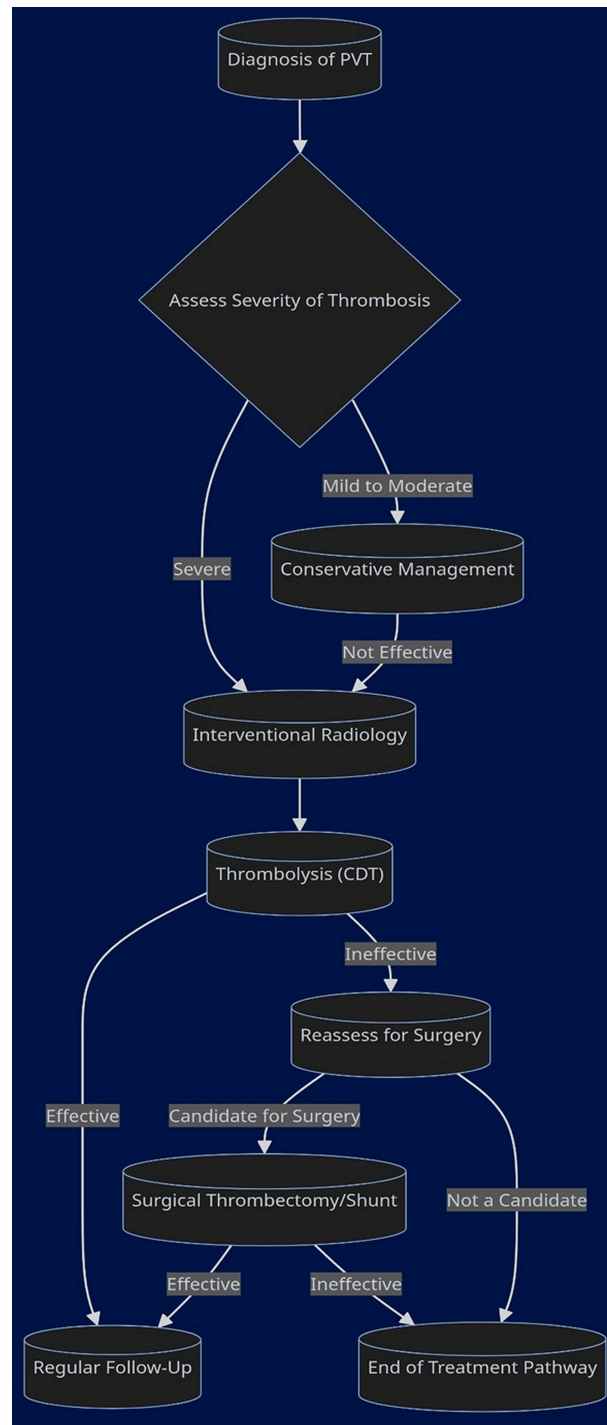 Diagnosis of PVT
Assess Severity of Thrombosis
Mild to Moderate
Severe
Conservative Management
Not Effective
Interventional Radiology
Thrombolysis (CDT)
Ineffective
Reassess for Surgery
Effective
Candidate for Surgery
Surgical Thrombectomy/Shunt
Not a Candidate
Effective
Ineffective
Regular Follow-Up
End of Treatment Pathway